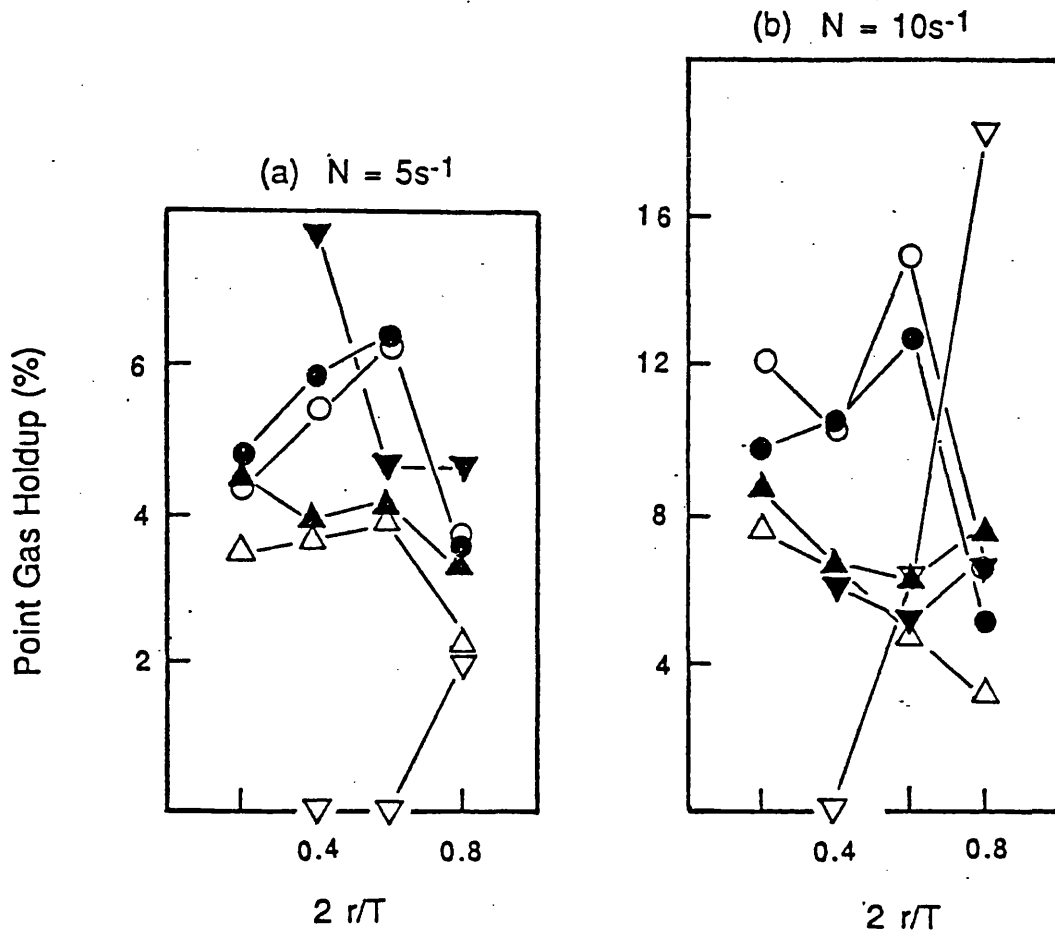 (b) N = 10s-1
(a) N = 5s-1
Point Gas Holdup (%)
6
4
2
0.4 0.8
2 r/T
16
12
8
4
0.4 0.8
2 r/T